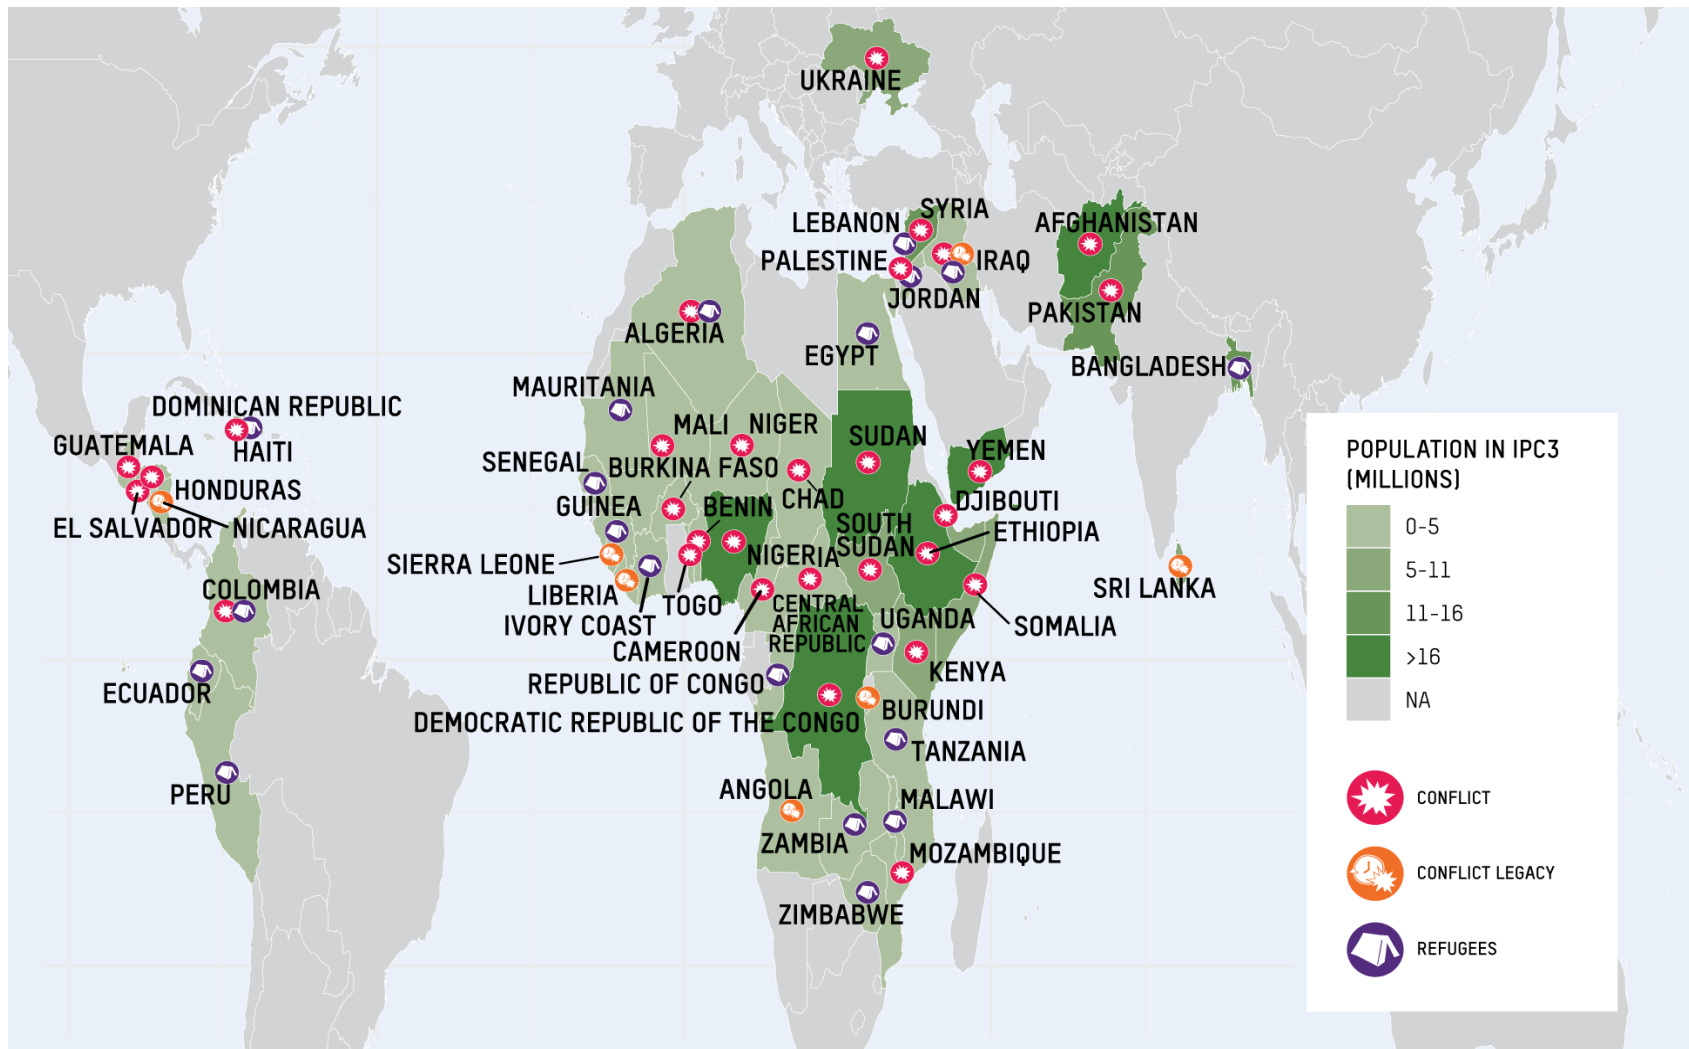 UKRAINE
LEBANON
SYRIA
PALESTINE
IRAQ
JORDAN
AFGHANISTAN
PAKISTAN
BANGLADESH
ALGERIA
EGYPT
MAURITANIA
MALI
NIGER
SUDAN
YEMEN
DOMINICAN REPUBLIC
HAITI
GUATEMALA
HONDURAS
EL SALVADOR
NICARAGUA
SENEGAL
BURKINA FASO
GUINEA
BENIN
CHAD
DJIBOUTI
SOUTH
SUDAN
ETHIOPIA
SIERRA LEONE
NIGERIA
LIBERIA
TOGO
IVORY COAST
CENTRAL
AFRICAN
REPUBLIC
UGANDA
SOMALIA
SRI LANKA
COLOMBIA
CAMEROON
KENYA
ECUADOR
REPUBLIC OF CONGO
DEMOCRATIC REPUBLIC OF THE CONGO
BURUNDI
TANZANIA
PERU
ANGOLA
MALAWI
ZAMBIA
MOZAMBIQUE
ZIMBABWE
POPULATION IN IPC3
(MILLIONS)
0-5
5-11
11-16
>16
NA
CONFLICT
CONFLICT LEGACY
REFUGEES